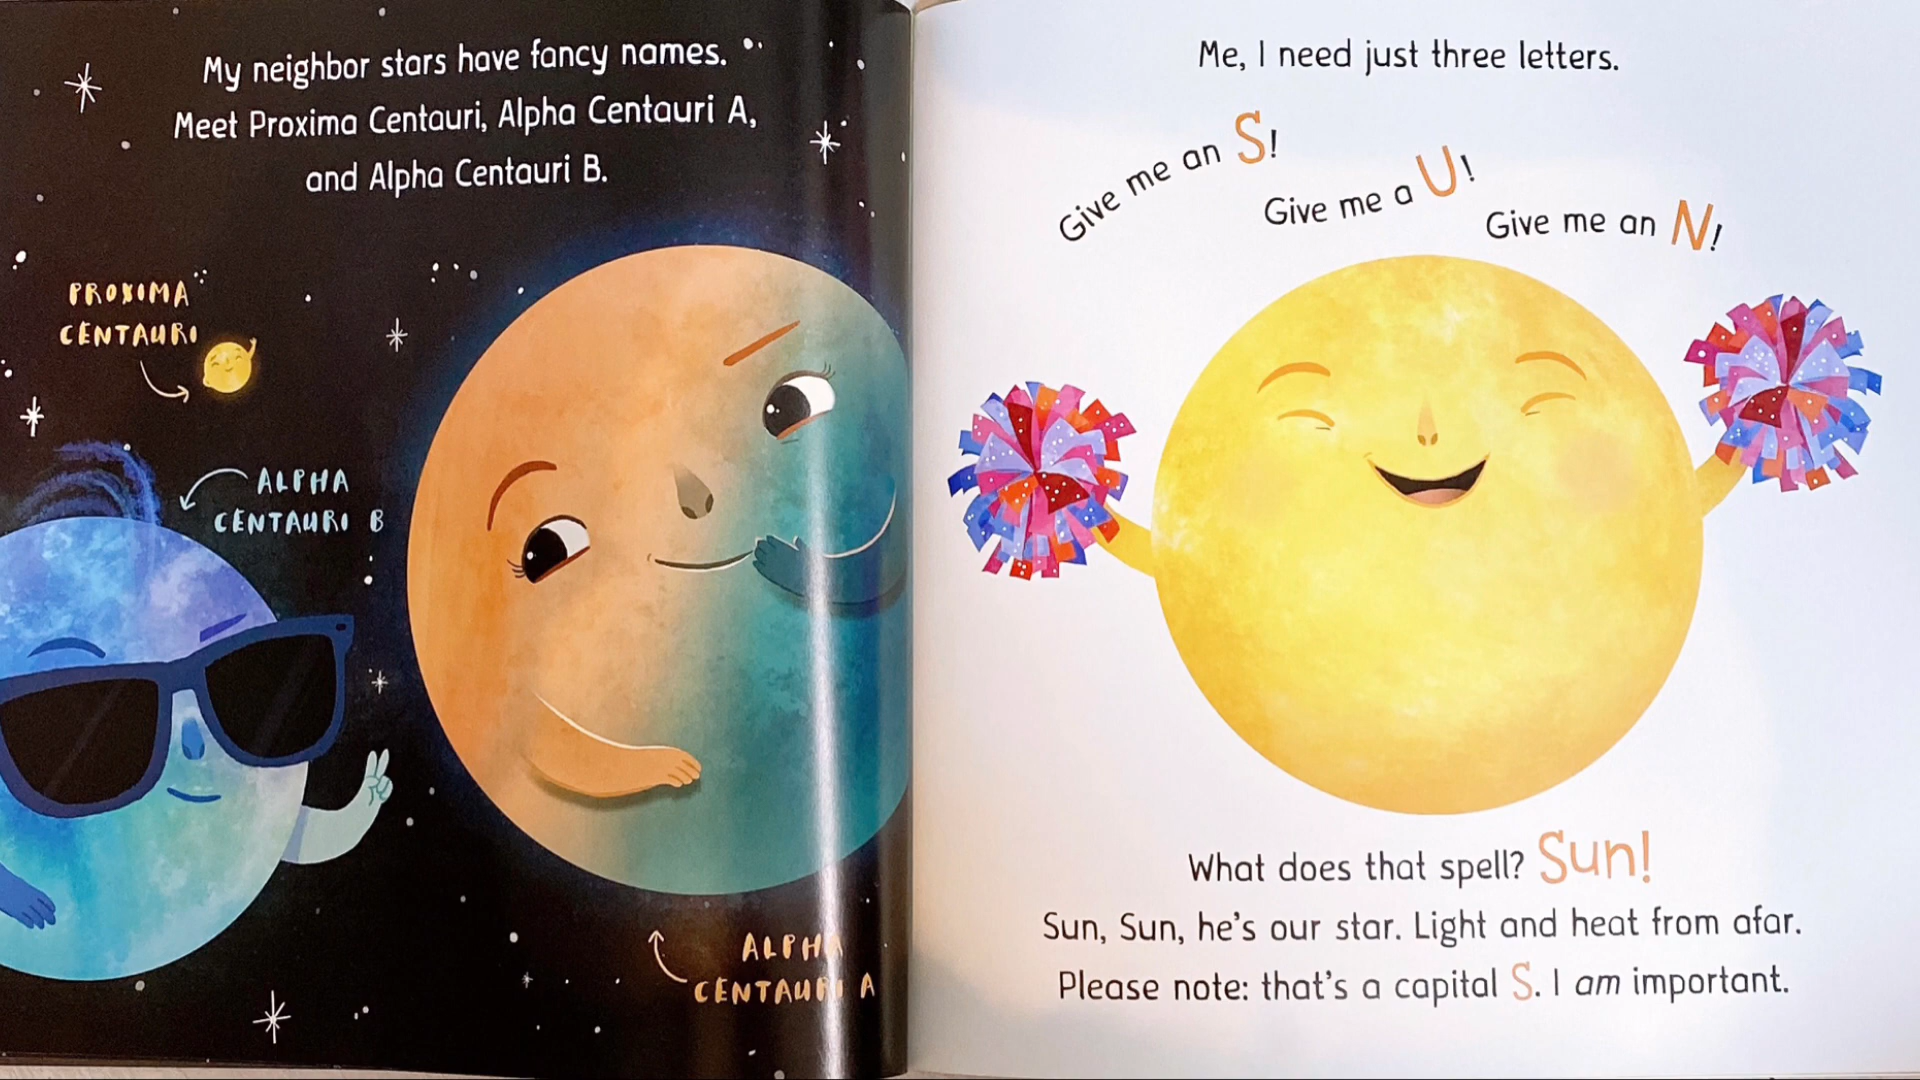 My neighbor stars have fancy names.
Meet Proxima Centauri, Alpha Centauri A,
and Alpha Centauri B.
PROXIMA
CENTAURI
ALPHA
CENTAURI B
ALPHA
CENTAURI A
Me, I need just three letters.
Give me an S!
Give me a U!
Give me an N!
What does that spell? Sun!
Sun, Sun, he's our star. Light and heat from afar.
Please note: that's a capital S. I am important.